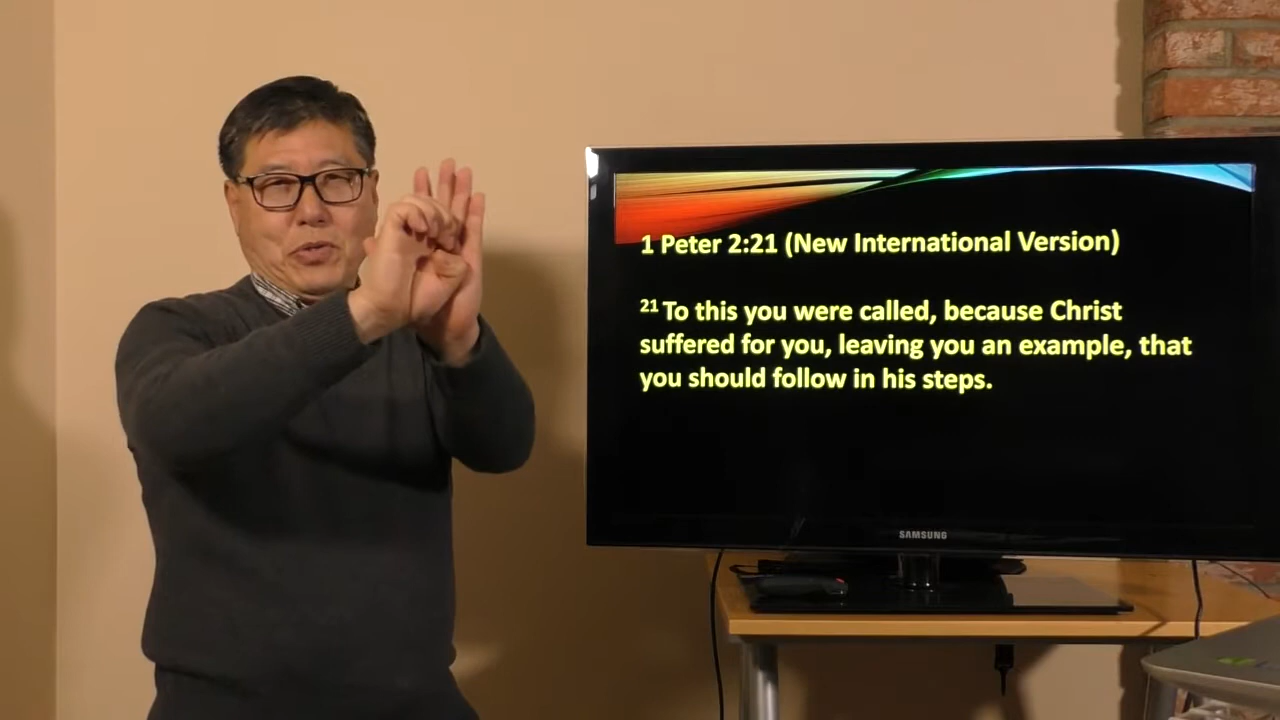 1 Peter 2:21 (New International Version)
21 To this you were called, because Christ
suffered for you, leaving you an example, that
you should follow in his steps.
SAMSUNG